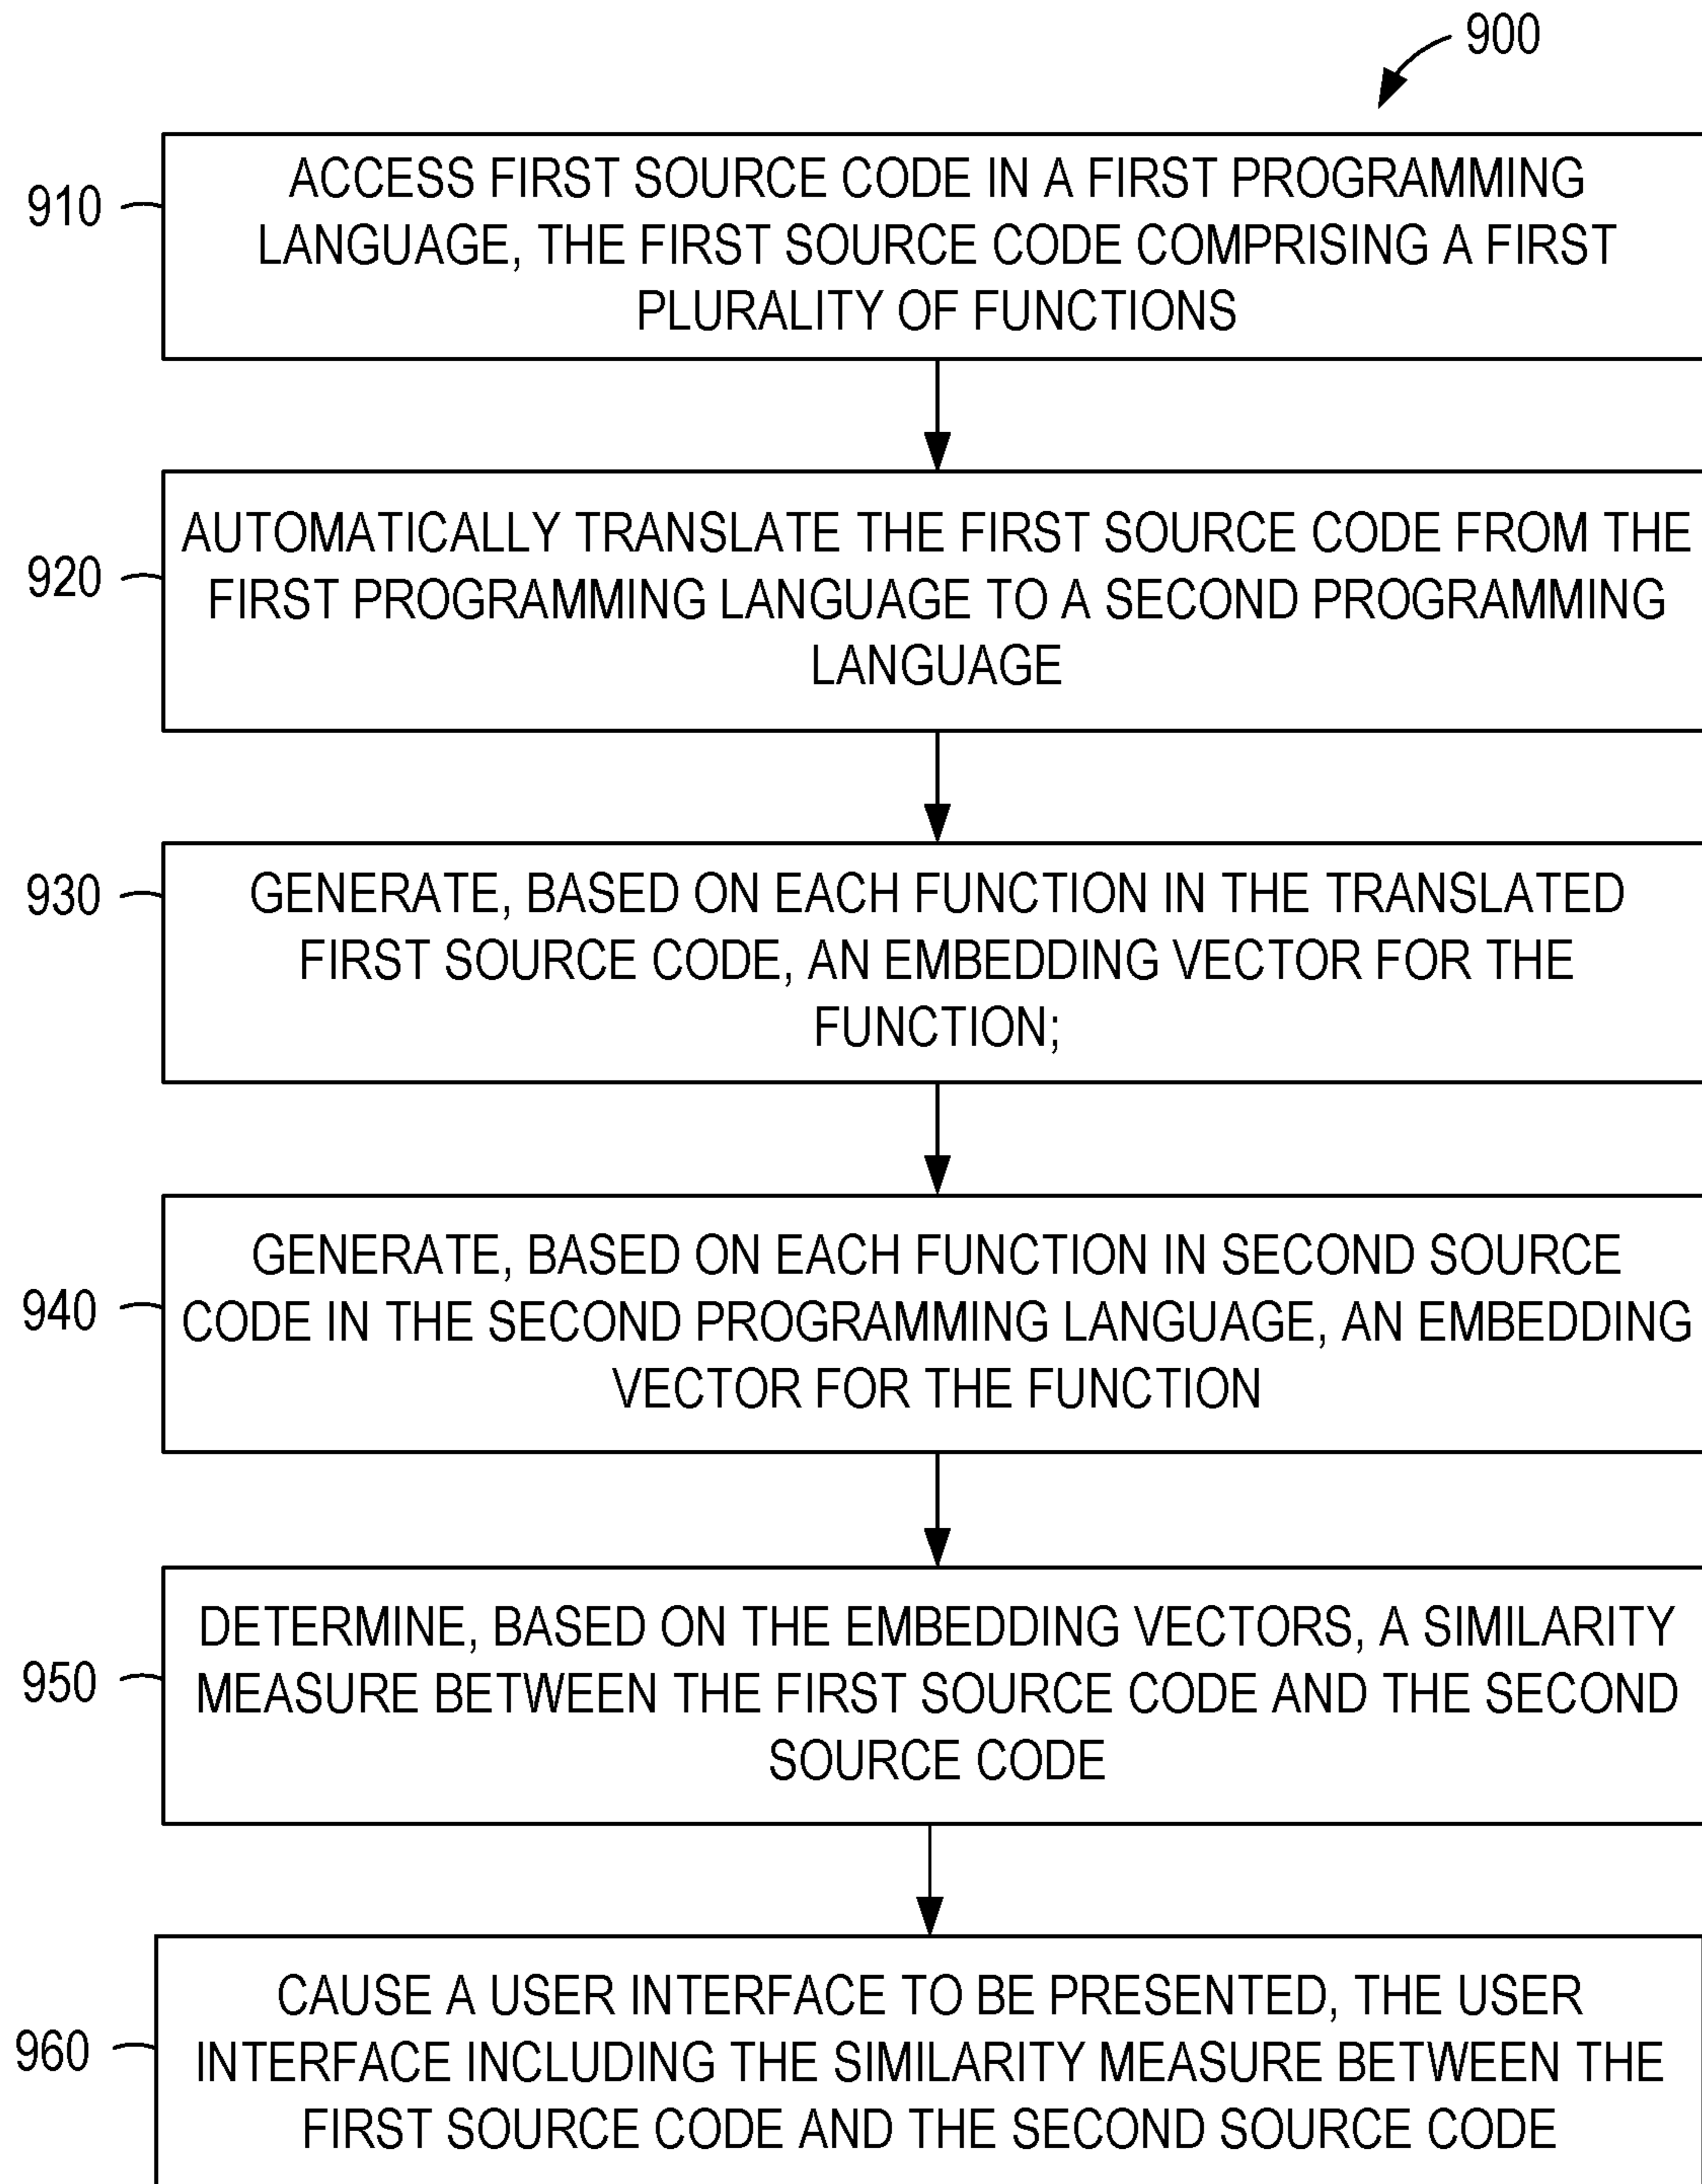 900
910
ACCESS FIRST SOURCE CODE IN A FIRST PROGRAMMING
LANGUAGE, THE FIRST SOURCE CODE COMPRISING A FIRST
PLURALITY OF FUNCTIONS
920
AUTOMATICALLY TRANSLATE THE FIRST SOURCE CODE FROM THE
FIRST PROGRAMMING LANGUAGE TO A SECOND PROGRAMMING
LANGUAGE
930
GENERATE, BASED ON EACH FUNCTION IN THE TRANSLATED
FIRST SOURCE CODE, AN EMBEDDING VECTOR FOR THE
FUNCTION;
940
GENERATE, BASED ON EACH FUNCTION IN SECOND SOURCE
CODE IN THE SECOND PROGRAMMING LANGUAGE, AN EMBEDDING
VECTOR FOR THE FUNCTION
950
DETERMINE, BASED ON THE EMBEDDING VECTORS, A SIMILARITY
MEASURE BETWEEN THE FIRST SOURCE CODE AND THE SECOND
SOURCE CODE
960
CAUSE A USER INTERFACE TO BE PRESENTED, THE USER
INTERFACE INCLUDING THE SIMILARITY MEASURE BETWEEN THE
FIRST SOURCE CODE AND THE SECOND SOURCE CODE